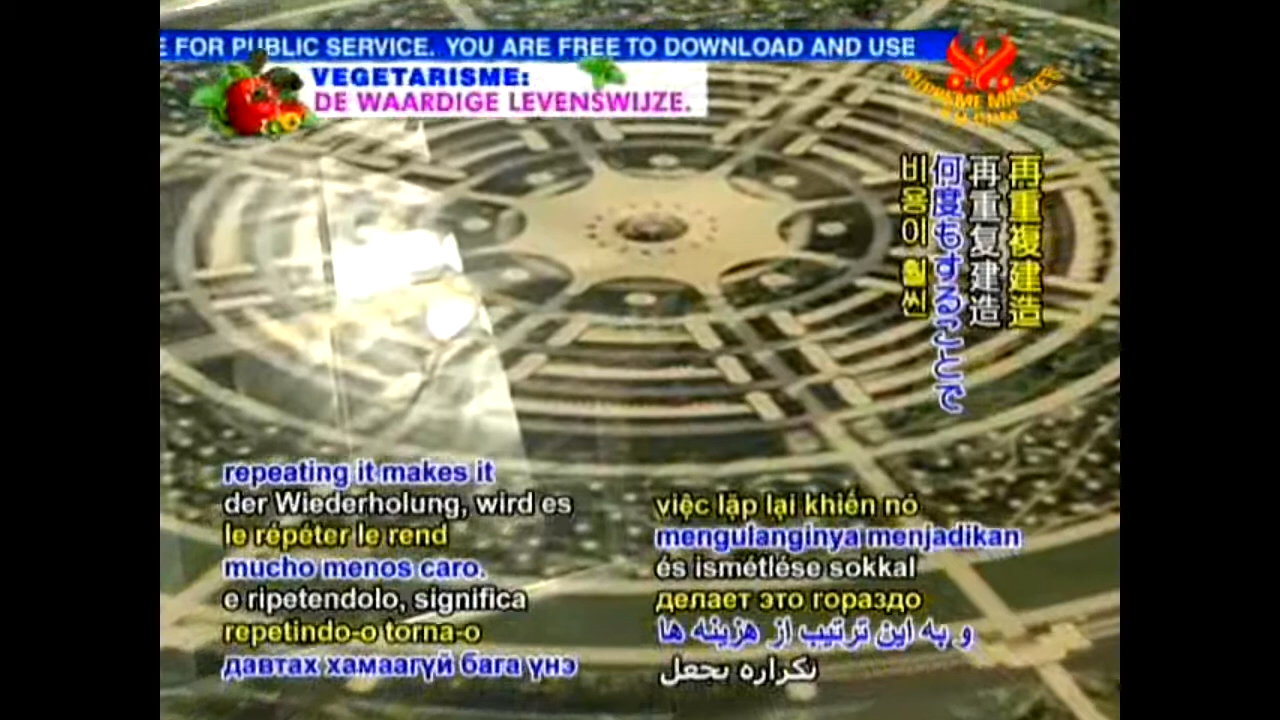 E FOR PUBLIC SERVICE. YOU ARE FREE TO DOWNLOAD AND USE
VEGETARISME:
DE WAARDIGE LEVENSWIJZE.
SUPREME MASTER
再重複建造
再重复建造
何度もすることにし
비용이 훨씬
repeating it makes it
der Wiederholung, wird es
le répéter le rend
mucho menos caro.
e ripetendolo, significa
repetindo-o torna-o
давтах хамаагүй бага үнэ
việc lặp lại khiến nó
mengulanginya menjadikan
és ismétlése sokkal
делает это гораздо
و به این ترتیب از هزینه ها
تكراره يجعل